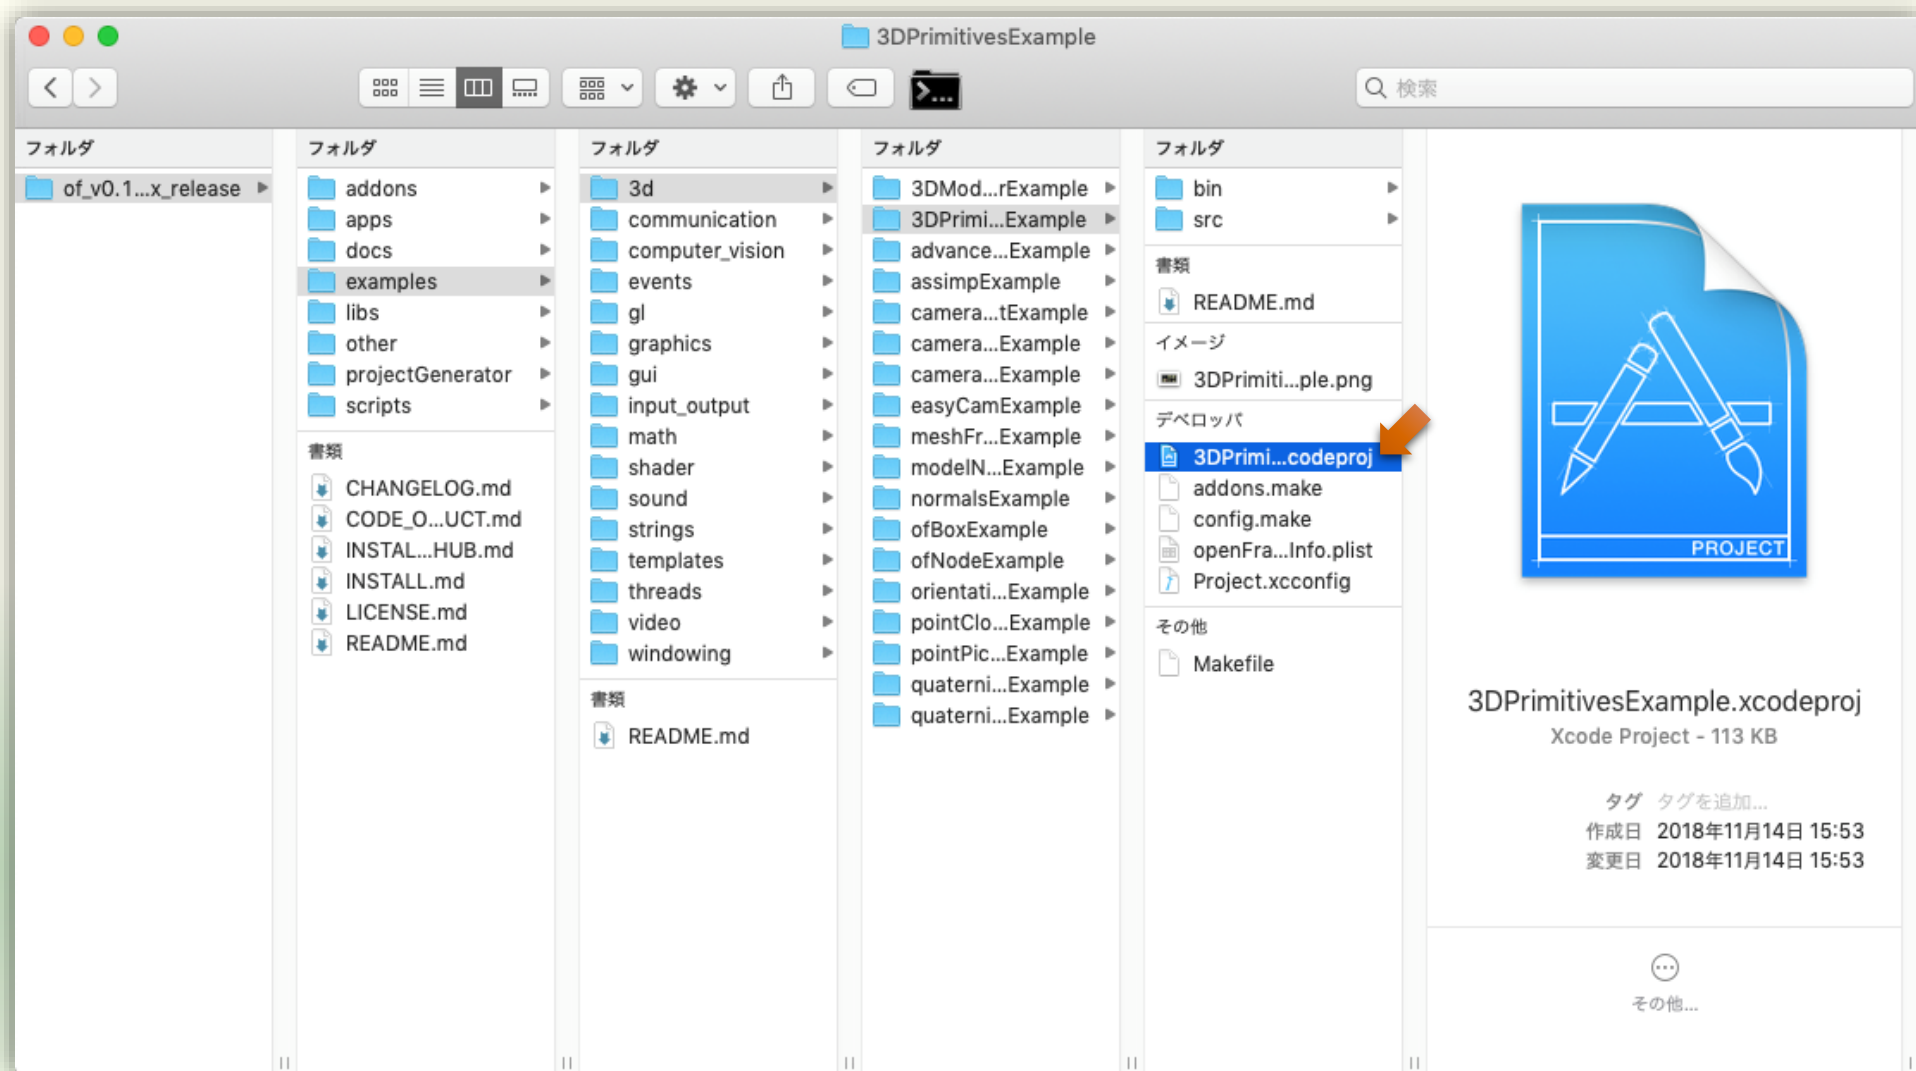 3DPrimitivesExample
検索
フォルダ
of_v0.1...x_release
フォルダ
addons
apps
docs
examples
libs
other
projectGenerator
scripts
書類
CHANGELOG.md
CODE_O...UCT.md
INSTAL...HUB.md
INSTALL.md
LICENSE.md
README.md
フォルダ
3d
communication
computer_vision
events
gl
graphics
gui
input_output
math
shader
sound
strings
templates
threads
video
windowing
書類
README.md
フォルダ
3DMod...rExample
3DPrimi...Example
advance...Example
assimpExample
camera...tExample
camera...Example
camera...Example
easyCamExample
meshFr...Example
modelN...Example
normalsExample
ofBoxExample
ofNodeExample
orientati...Example
pointClo...Example
pointPic...Example
quaterni...Example
quaterni...Example
フォルダ
bin
src
書類
README.md
イメージ
3DPrimiti...ple.png
デベロッパ
3DPrimi...codeproj
addons.make
config.make
openFra...Info.plist
Project.xcconfig
その他
Makefile
PROJECT
3DPrimitivesExample.xcodeproj
Xcode Project - 113 KB
タグ タグを追加...
作成日 2018年11月14日 15:53
変更日 2018年11月14日 15:53
その他...